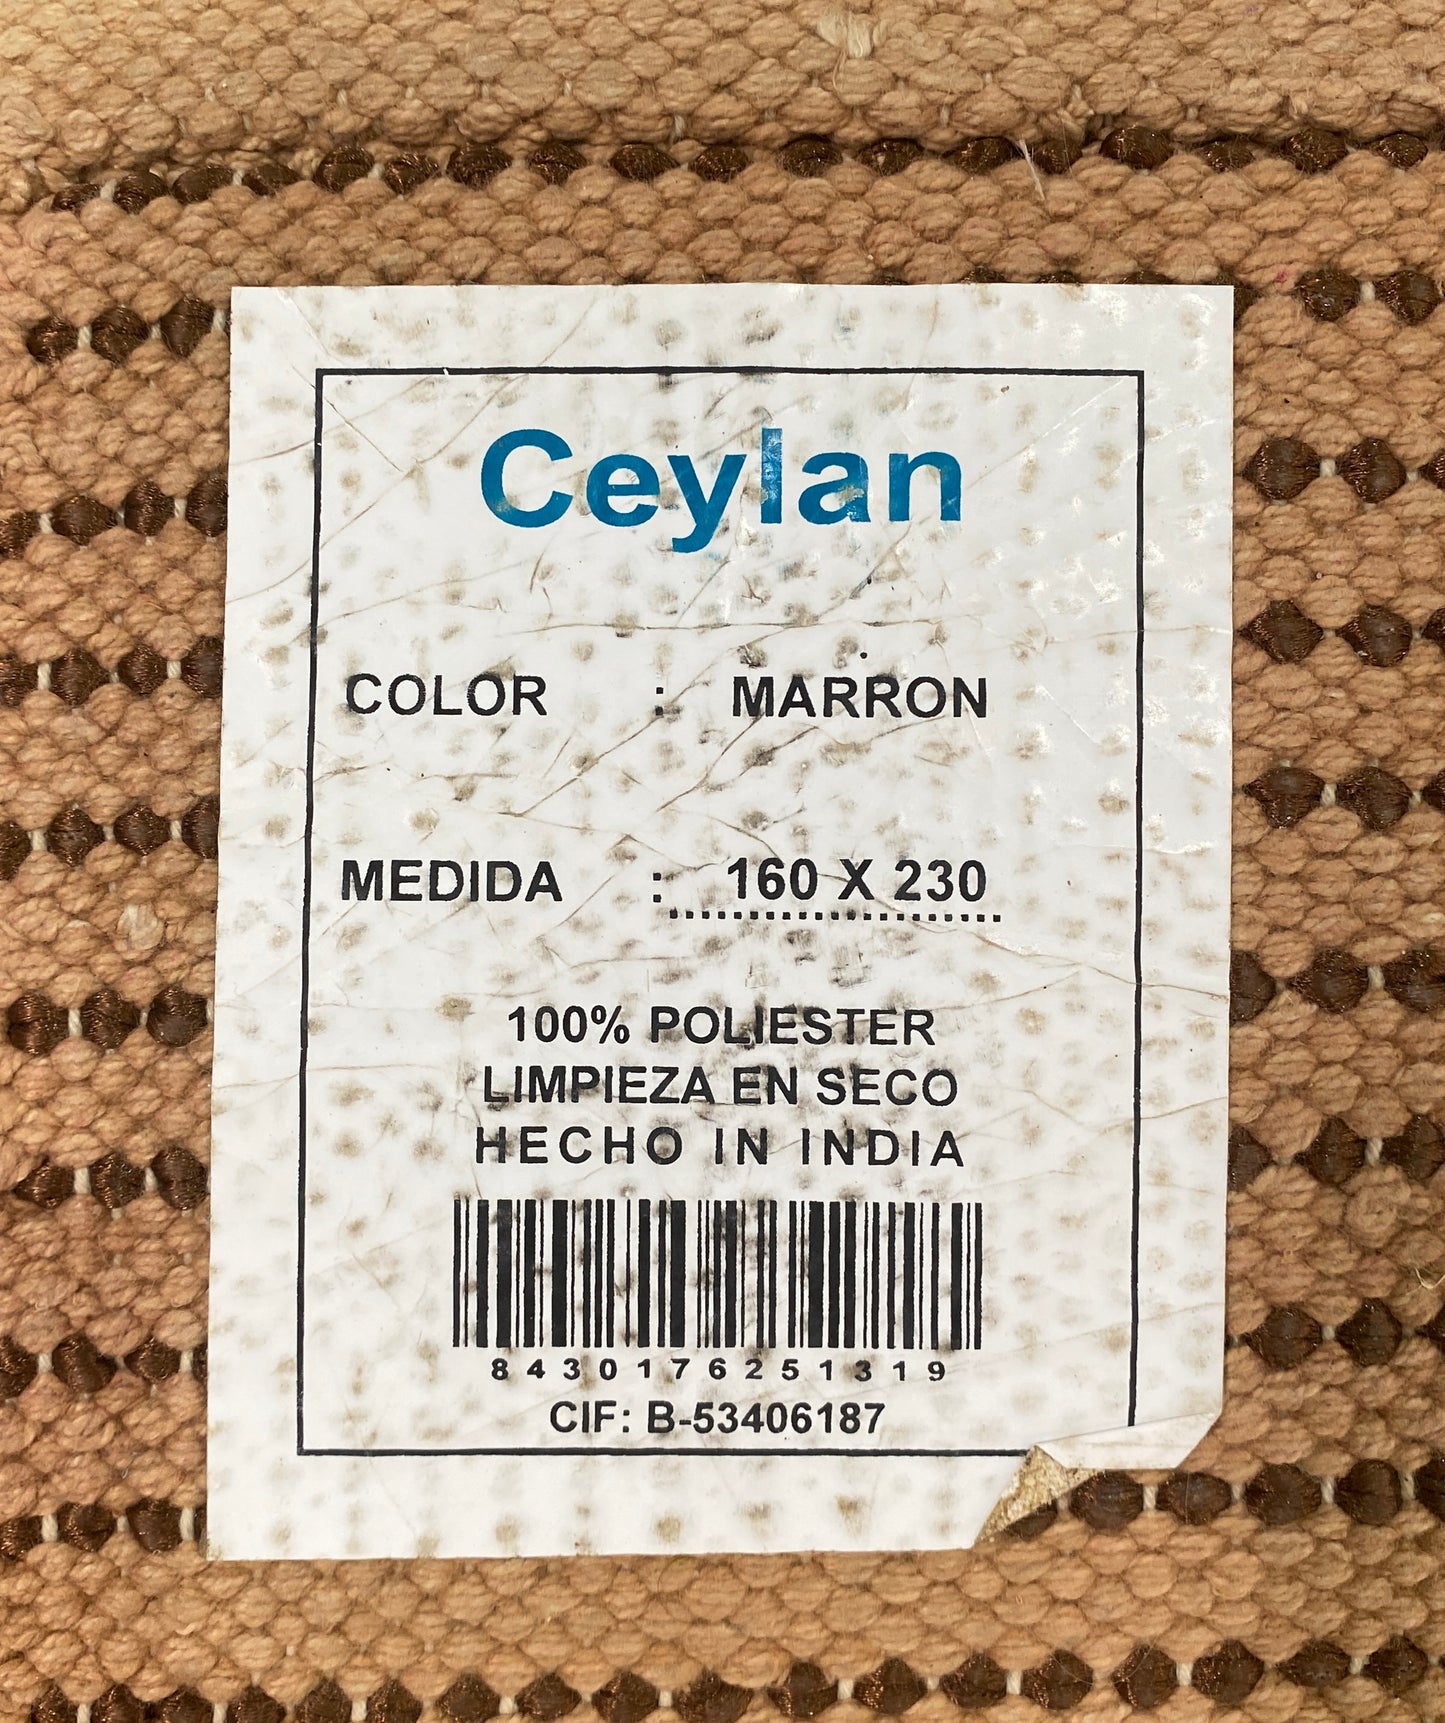 Ceylan
COLOR : MARRON
MEDIDA : 160 X 230
100% POLIESTER
LIMPIEZA EN SECO
HECHO IN INDIA
8430176251319
CIF: B-53406187